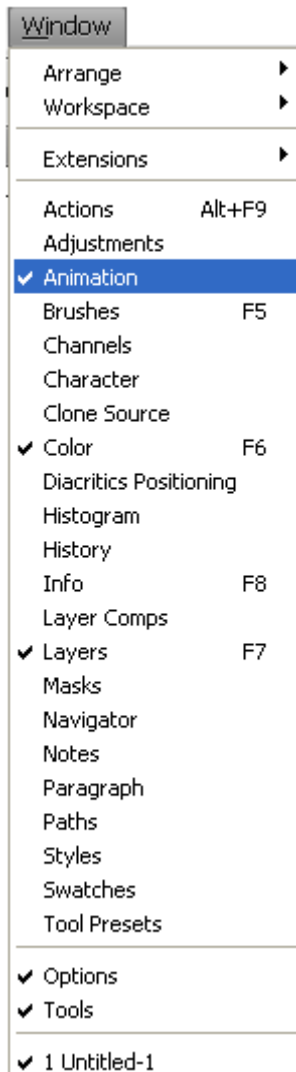 Window
Arrange
Workspace
Extensions
Actions Alt+F9
Adjustments
Animation
Brushes F5
Channels
Character
Clone Source
Color F6
Diacritics Positioning
Histogram
History
Info F8
Layer Comps
Layers F7
Masks
Navigator
Notes
Paragraph
Paths
Styles
Swatches
Tool Presets
Options
Tools
1 Untitled-1